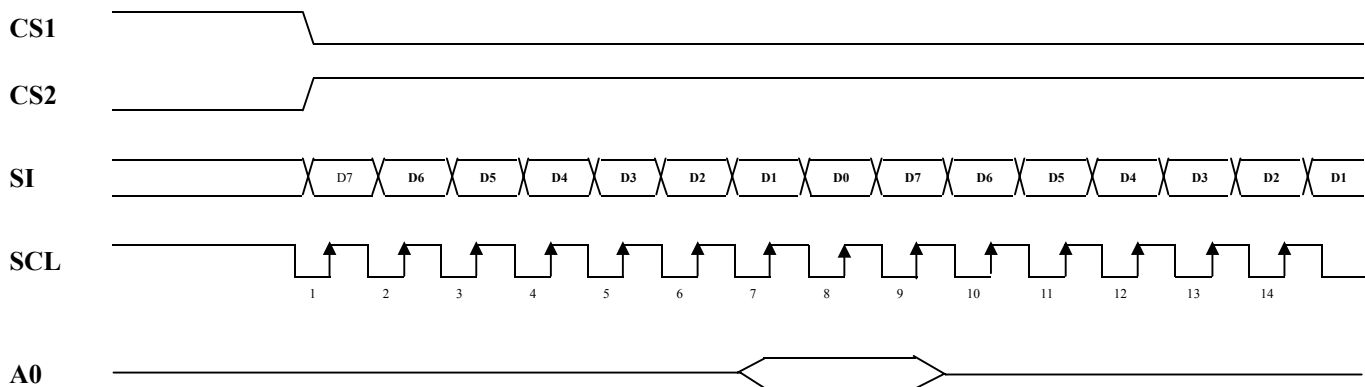 CS1
CS2
SI D7 D6 D5 D4 D3 D2 D1 D0 D7 D6 D5 D4 D3 D2 D1
SCL
1 2 3 4 5 6 7 8 9 10 11 12 13 14
A0